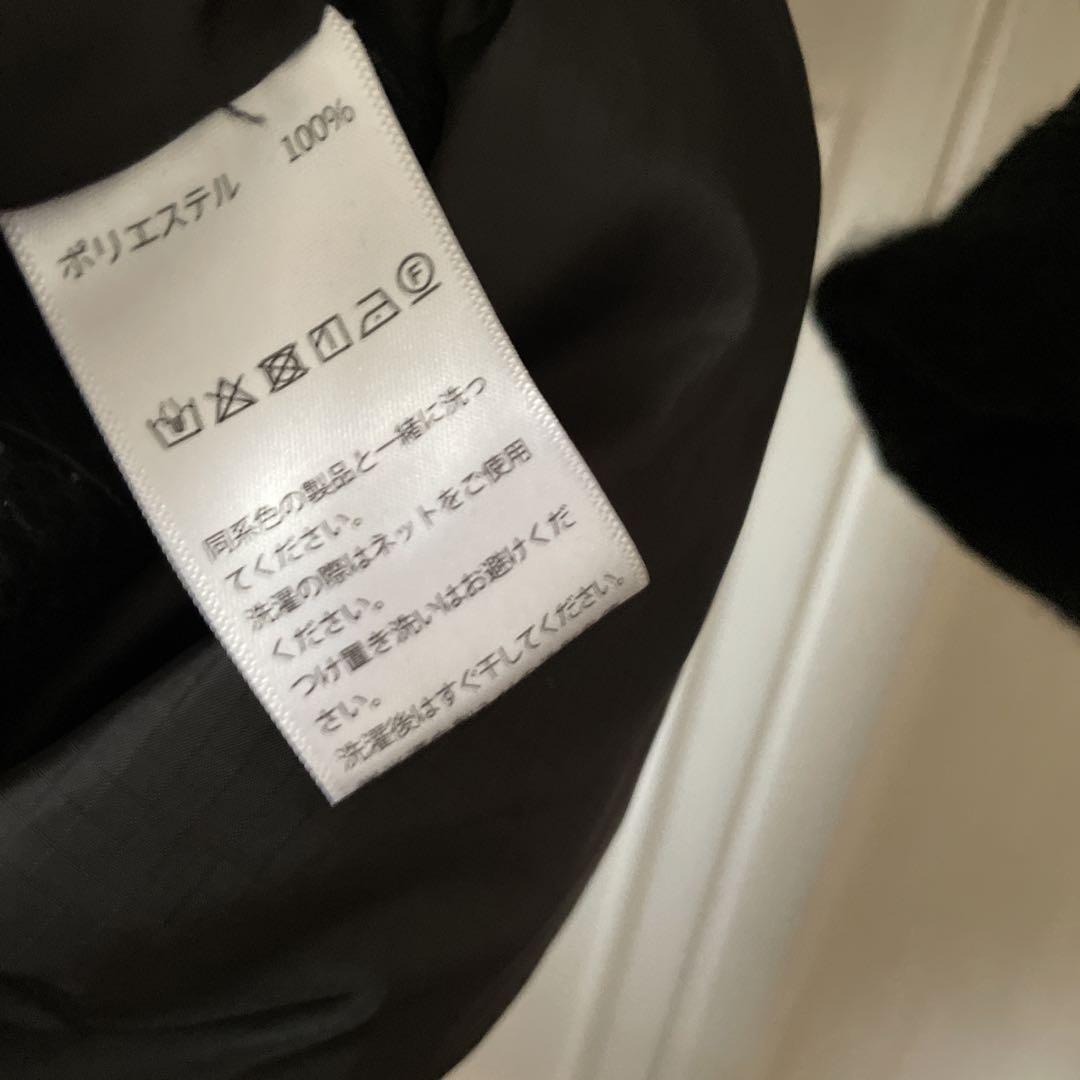 ポリエステル 100%
F
同系色の製品と一緒に洗っ
てください。
洗濯の際はネットをご使用
ください。
つけ置き洗いはお避けくだ
さい。
洗濯後はすぐ干してください。